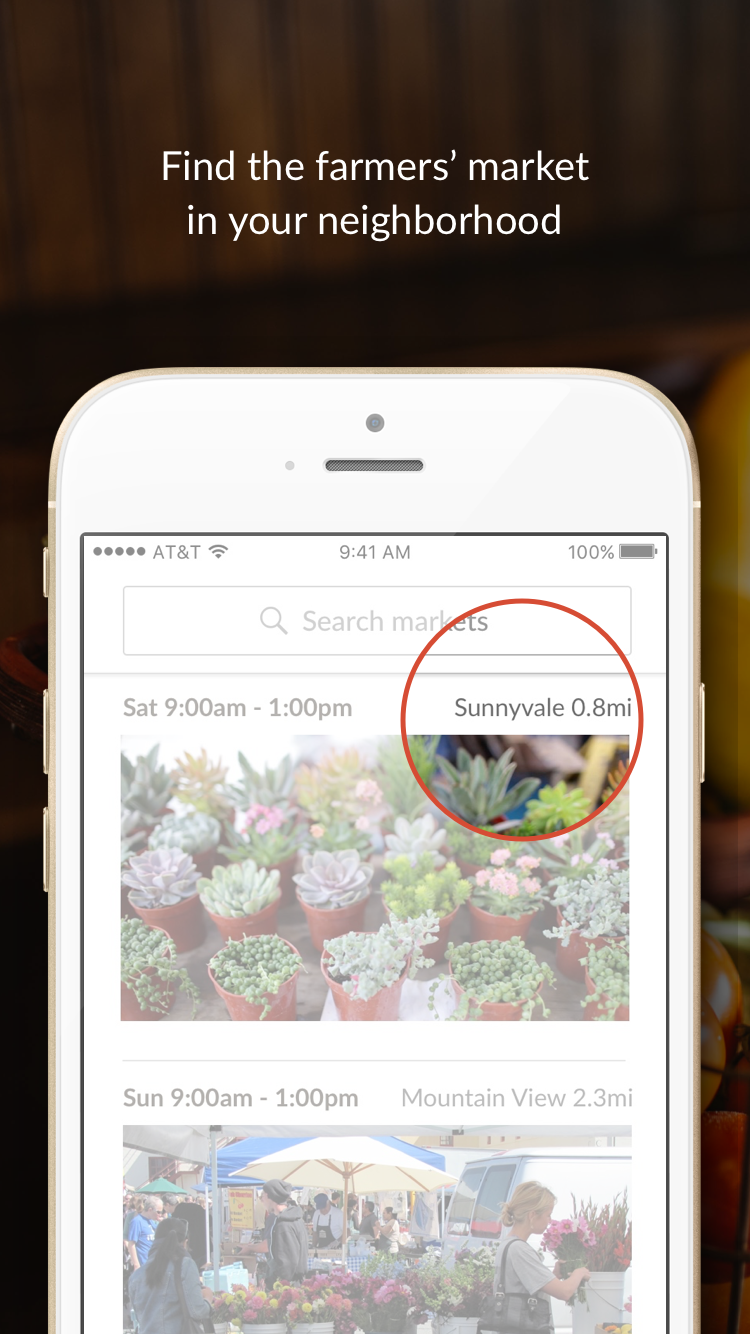 Find the farmers’ market
in your neighborhood
AT&T 9:41 AM 100%
Search markets
Sat 9:00am - 1:00pm Sunnyvale 0.8mi
Sun 9:00am - 1:00pm Mountain View 2.3mi